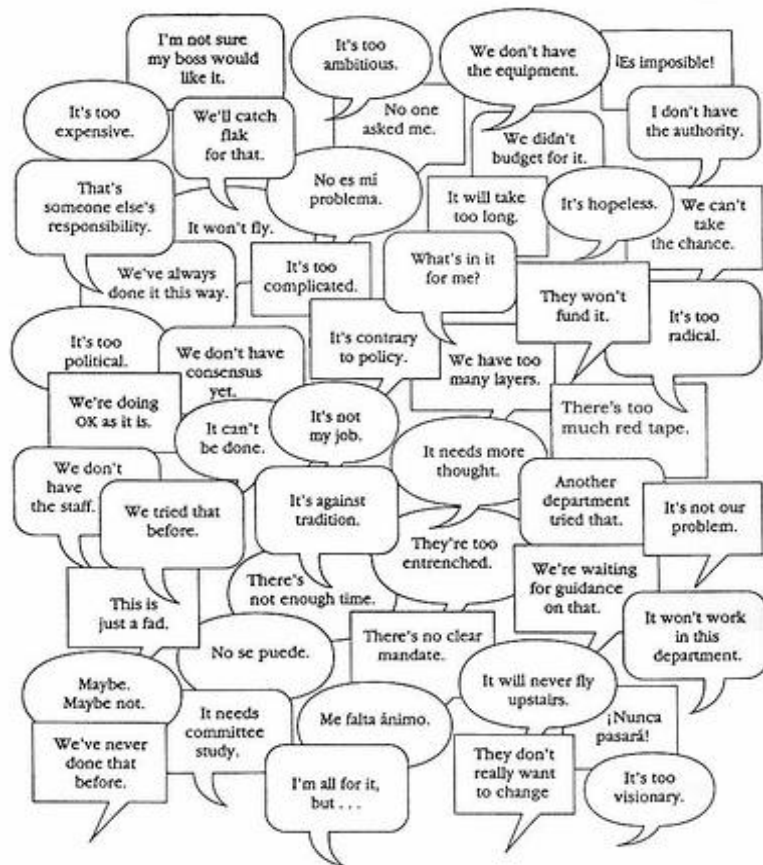 I'm not sure
my boss would
like it.
It's too
ambitious.
We don't have
the equipment.
¡Es imposible!
It's too
expensive.
We'll catch
flak
for that.
No one
asked me.
We didn't
budget for it.
I don't have
the authority.
That's
someone else's
responsibility.
It won't fly.
No es mi
problema.
It will take
too long.
It's hopeless.
We can't
take
the chance.
We've always
done it this way.
It's too
complicated.
What's in it
for me?
They won't
fund it.
It's too
radical.
It's too
political.
We don't have
consensus
yet.
It's contrary
to policy.
We have too
many layers.
There's too
much red tape.
We're doing
OK as it is.
It can't
be done.
It's not
my job.
It needs more
thought.
We don't
have
the staff.
We tried that
before.
It's against
tradition.
Another
department
tried that.
It's not our
problem.
They're too
entrenched.
This is
just a fad.
There's
not enough time.
We're waiting
for guidance
on that.
It won't work
in this
department.
No se puede.
There's no clear
mandate.
Maybe.
Maybe not.
It needs
committee
study.
Me falta ánimo.
It will never fly
upstairs.
¡Nunca
pasará!
We've never
done that
before.
I'm all for it,
but . . .
They don't
really want
to change
It's too
visionary.